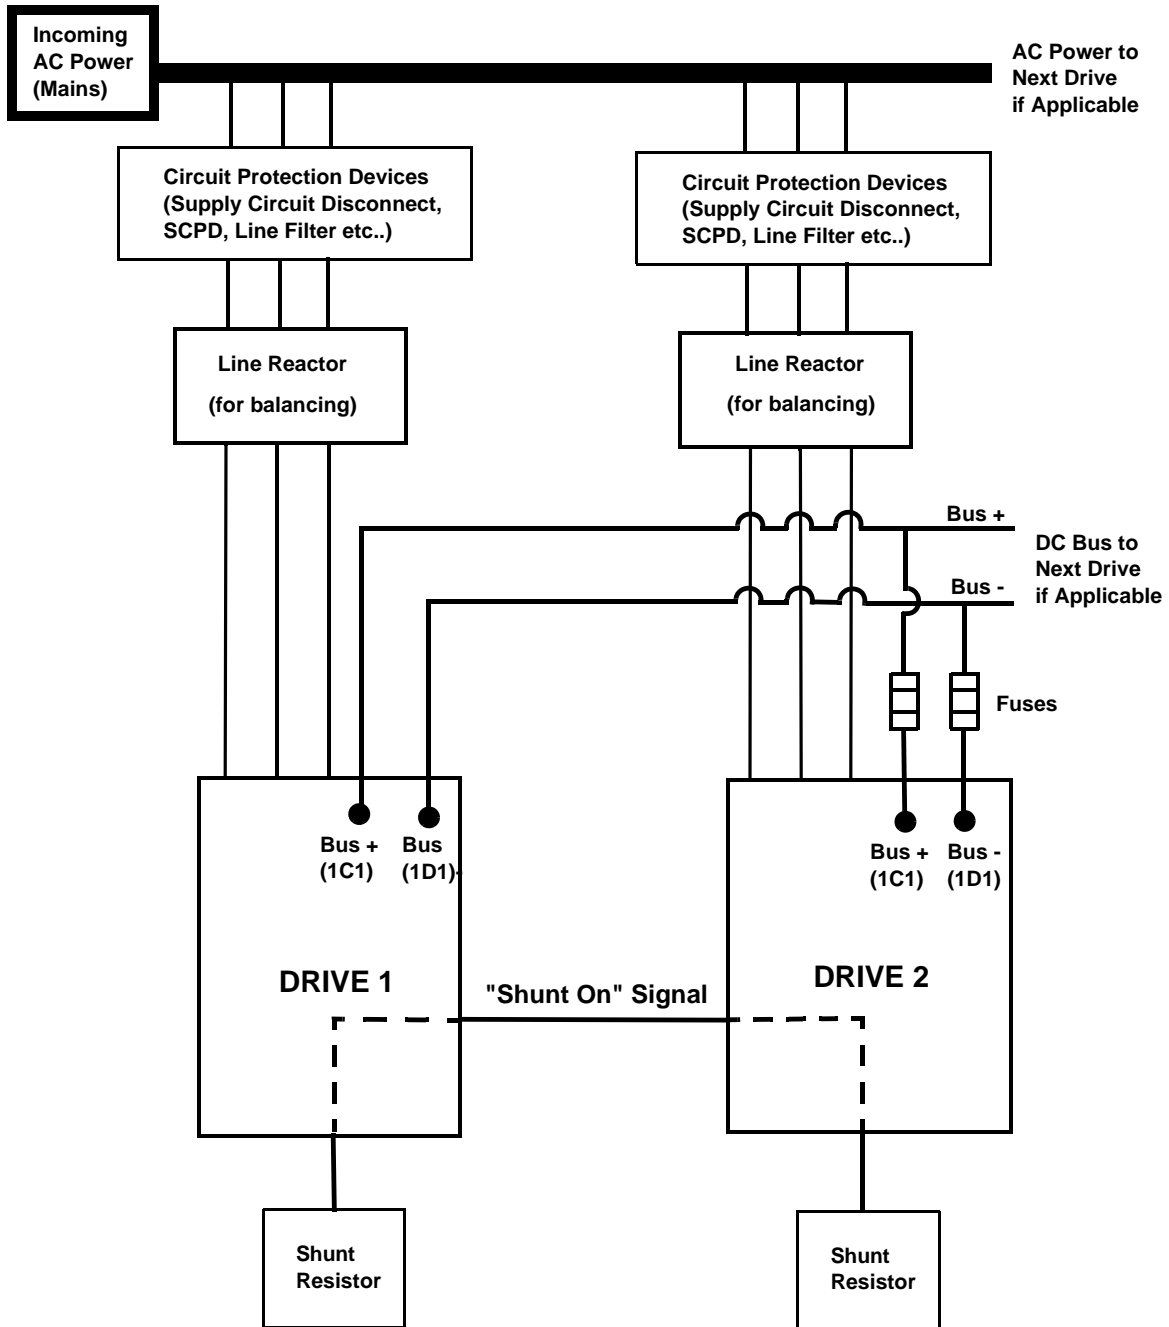 Incoming
AC Power
(Mains)
AC Power to
Next Drive
if Applicable
Circuit Protection Devices
(Supply Circuit Disconnect,
SCPD, Line Filter etc..)
Circuit Protection Devices
(Supply Circuit Disconnect,
SCPD, Line Filter etc..)
Line Reactor
(for balancing)
Line Reactor
(for balancing)
Bus +
DC Bus to
Next Drive
if Applicable
Bus -
Fuses
Bus +
(1C1)
Bus
(1D1)-
Bus +
(1C1)
Bus -
(1D1)
DRIVE 1
"Shunt On" Signal
DRIVE 2
Shunt
Resistor
Shunt
Resistor